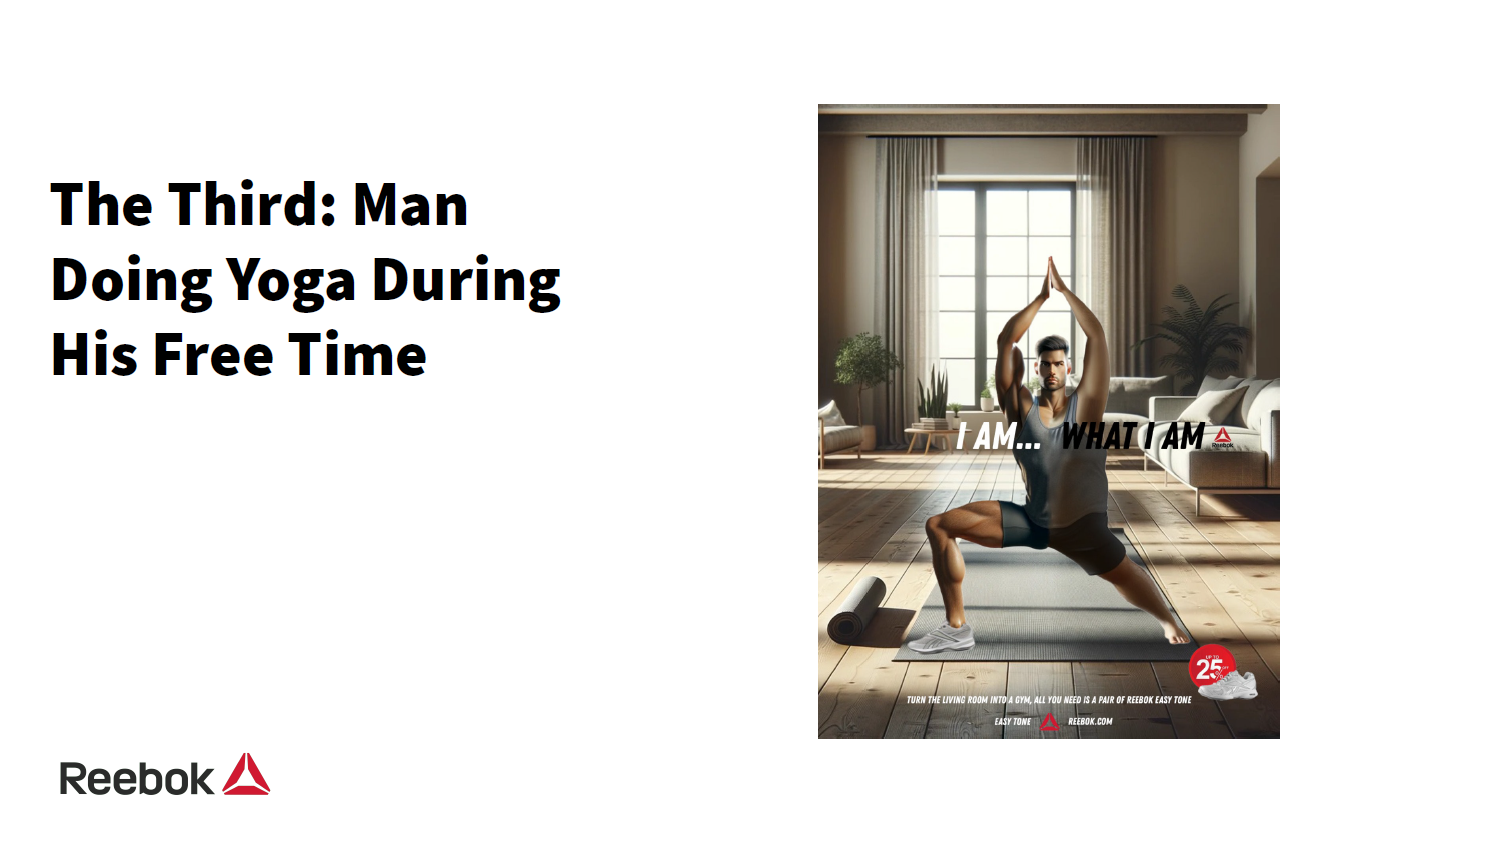 The Third: Man
Doing Yoga During
His Free Time
I AM... WHAT I AM
Reebok
UP TO
25%
OFF
TURN THE LIVING ROOM INTO A GYM, ALL YOU NEED IS A PAIR OF REEBOK EASY TONE
EASY TONE REEBOK.COM
Reebok